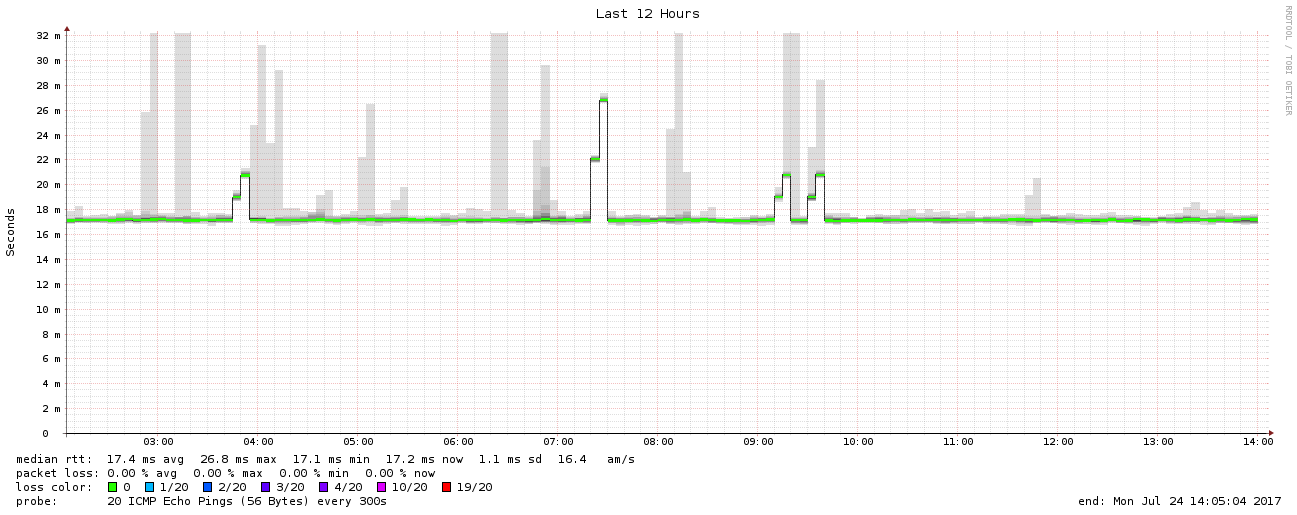 Last 12 Hours
RRDTOOL / TOBI OETIKER
Seconds
32 m
30 m
28 m
26 m
24 m
22 m
20 m
18 m
16 m
14 m
12 m
10 m
8 m
6 m
4 m
2 m
0
03:00 04:00 05:00 06:00 07:00 08:00 09:00 10:00 11:00 12:00 13:00 14:00
median rtt: 17.4 ms avg 26.8 ms max 17.1 ms min 17.2 ms now 1.1 ms sd 16.4 am/s
packet loss: 0.00 % avg 0.00 % max 0.00 % min 0.00 % now
loss color: 0 1/20 2/20 3/20 4/20 10/20 19/20
probe: 20 ICMP Echo Pings (56 Bytes) every 300s end: Mon Jul 24 14:05:04 2017